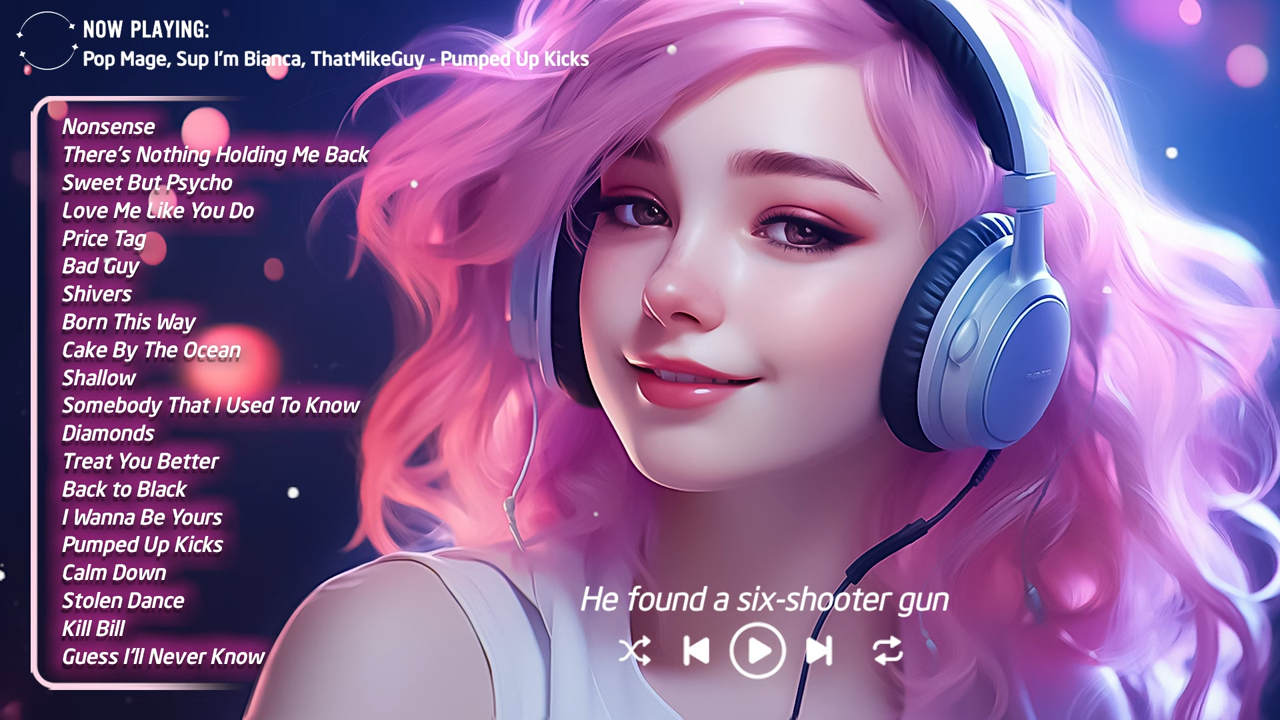 NOW PLAYING:
Pop Mage, Sup I'm Bianca, ThatMikeGuy - Pumped Up Kicks
Nonsense
There's Nothing Holding Me Back
Sweet But Psycho
Love Me Like You Do
Price Tag
Bad Guy
Shivers
Born This Way
Cake By The Ocean
Shallow
Somebody That I Used To Know
Diamonds
Treat You Better
Back to Black
I Wanna Be Yours
Pumped Up Kicks
Calm Down
Stolen Dance
Kill Bill
Guess I'll Never Know
He found a six-shooter gun